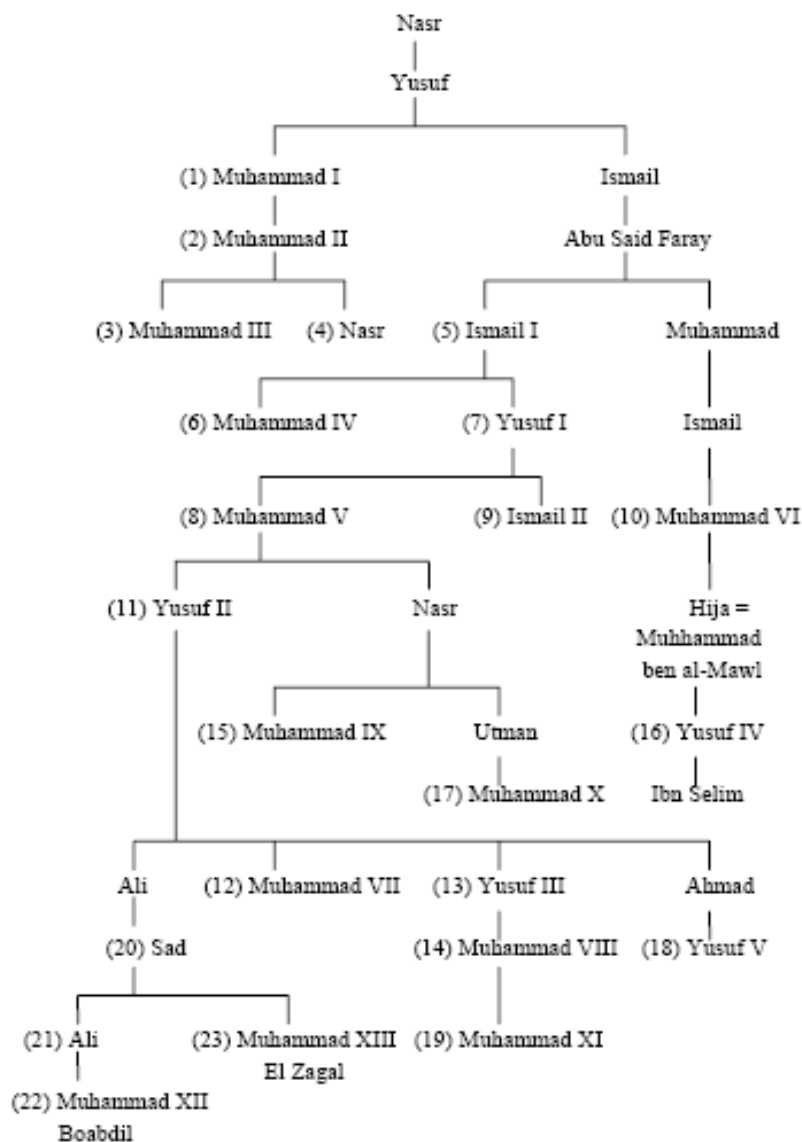 Nasr
Yusuf
(1) Muhammad I
Ismail
(2) Muhammad II
Abu Said Faray
(3) Muhammad III
(4) Nasr
(5) Ismail I
Muhammad
(6) Muhammad IV
(7) Yusuf I
Ismail
(8) Muhammad V
(9) Ismail II
(10) Muhammad VI
(11) Yusuf II
Nasr
Hija =
Muhhammad
ben al-Mawl
(15) Muhammad IX
Utman
(16) Yusuf IV
(17) Muhammad X
Ibn Selim
Ali
(12) Muhammad VII
(13) Yusuf III
Ahmad
(20) Sad
(14) Muhammad VIII
(18) Yusuf V
(21) Ali
(23) Muhammad XIII
El Zagal
(19) Muhammad XI
(22) Muhammad XII
Boabdil